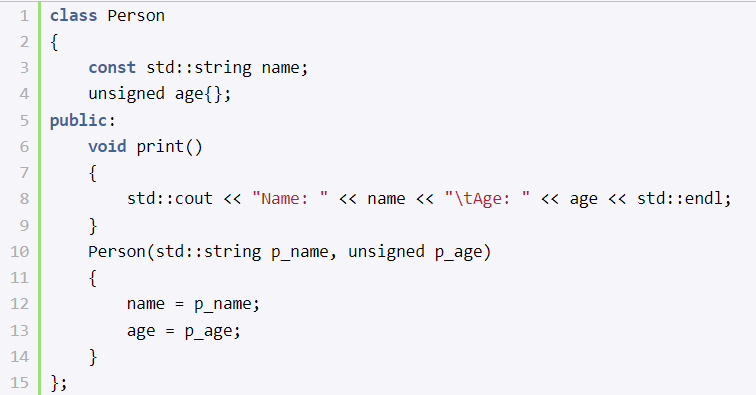 1 class Person
2 {
3     const std::string name;
4     unsigned age{};
5 public:
6     void print()
7     {
8         std::cout << "Name: " << name << "\tAge: " << age << std::endl;
9     }
10     Person(std::string p_name, unsigned p_age)
11     {
12         name = p_name;
13         age = p_age;
14     }
15 };